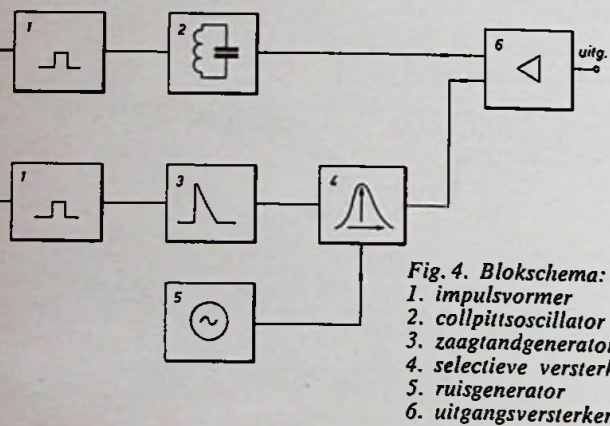 1
2
6
uitg.
1
3
4
5
Fig. 4. Blokschema:
1. impulsvormer
2. collpittsoscillator
3. zaagtandgenerator
4. selectieve
5. ruisgenerator
6. uitgangsversterker